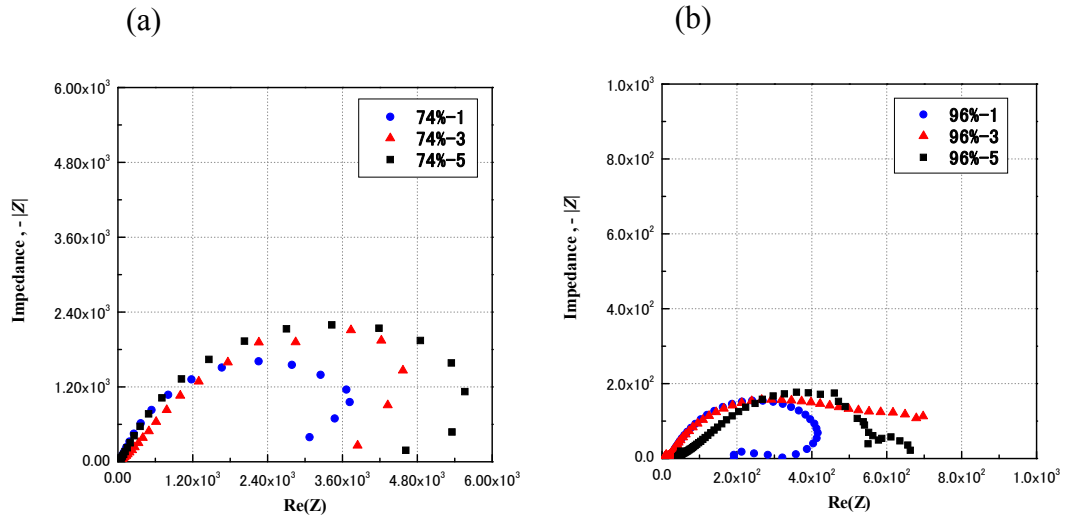 (a)
(b)
6.00x10³
4.80x10³
3.60x10³
2.40x10³
1.20x10³
0.00
0.00
1.20x10³
2.40x10³
3.60x10³
4.80x10³
6.00x10³
Impedance , - |Z|
Re(Z)
74%-1
74%-3
74%-5
1.0x10³
8.0x10²
6.0x10²
4.0x10²
2.0x10²
0.0
0.0
2.0x10²
4.0x10²
6.0x10²
8.0x10²
1.0x10³
Impedance , - |Z|
Re(Z)
96%-1
96%-3
96%-5